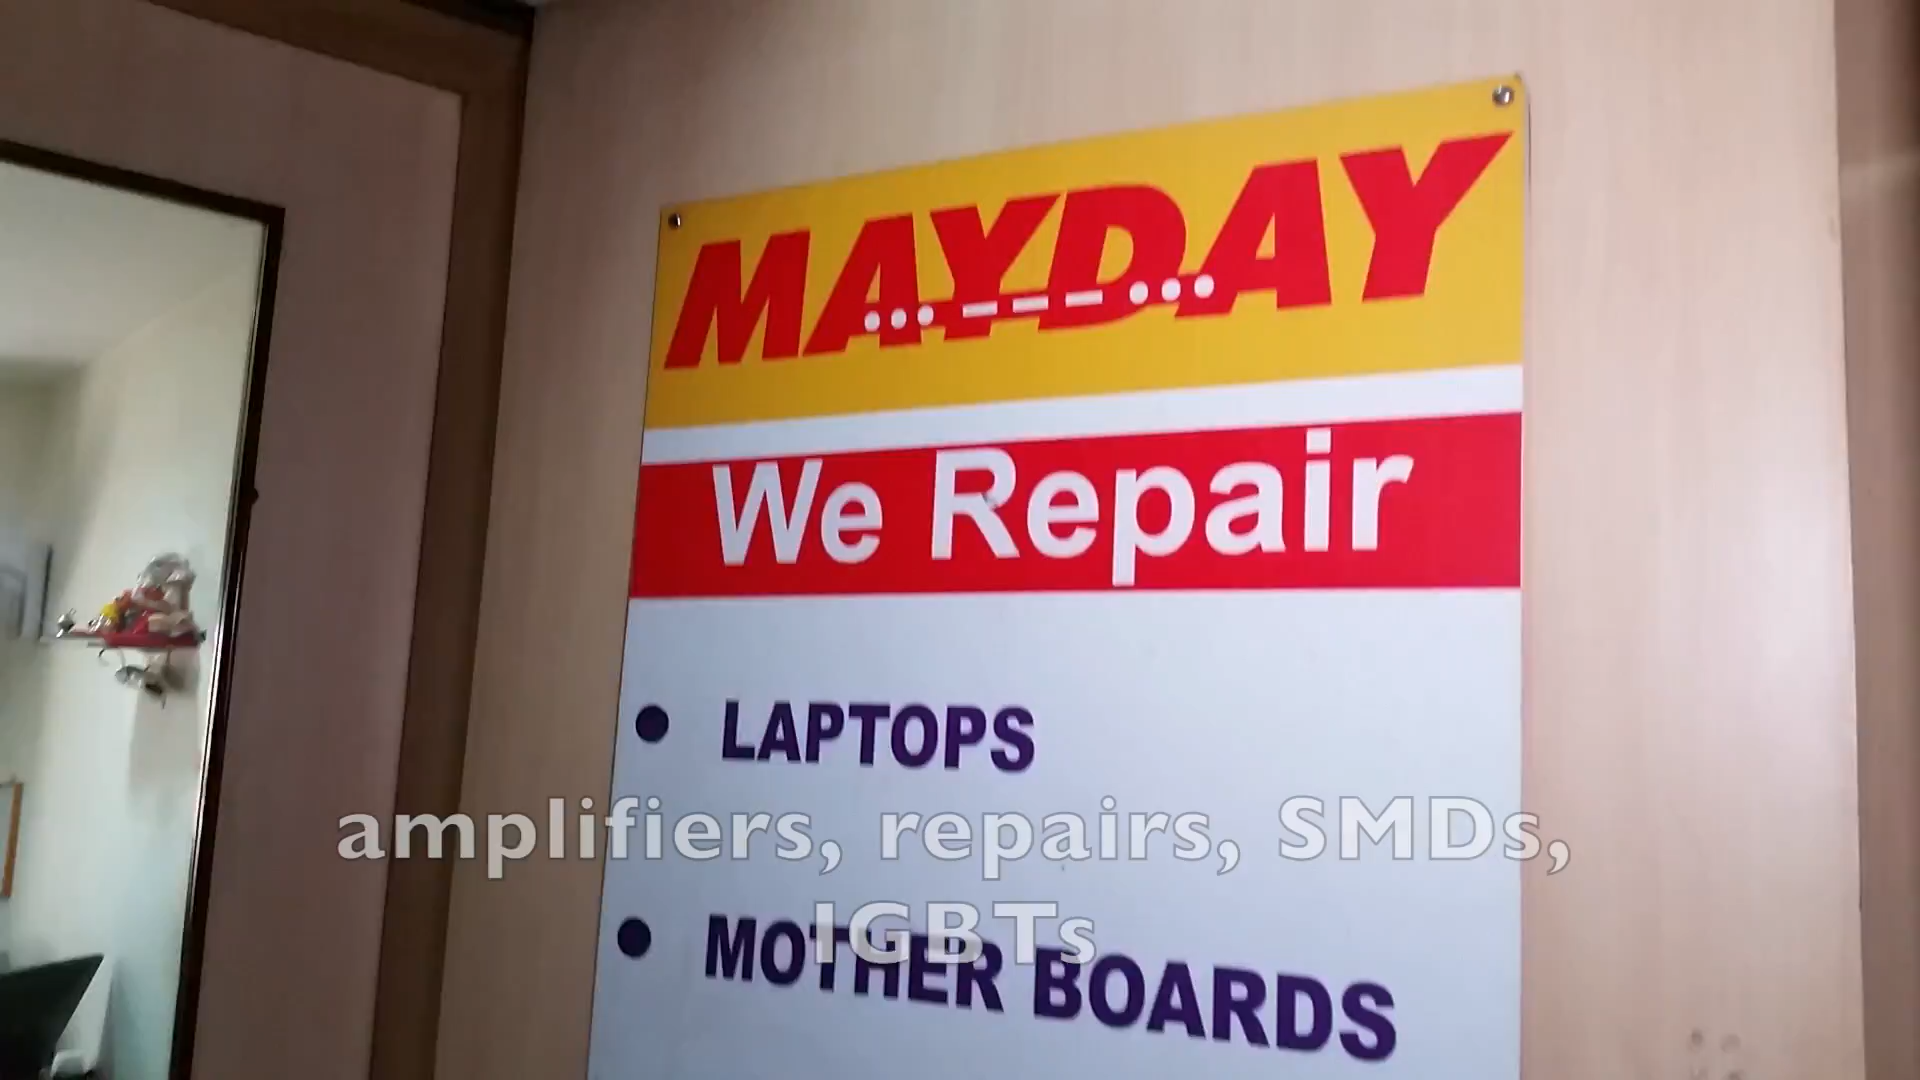 MAYDAY
... --- ...
We Repair
• LAPTOPS
amplifiers, repairs, SMDs,
IGBTs
• MOTHER BOARDS